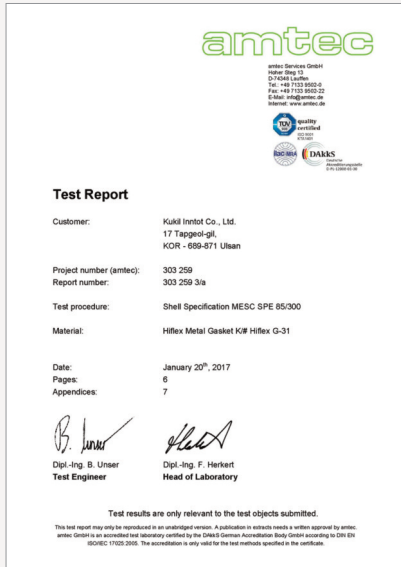 amtec
amtec Services GmbH
Hoher Steg 13
D-74348 Lauffen
Tel.: +49 7133 9502-0
Fax: +49 7133 9502-22
E-Mail: info@amtec.de
Internet: www.amtec.de
TÜV
quality
certified
ilac-MRA
DAkkS
Deutsche
Akkreditierungsstelle
Test Report
Customer: Kukil Inntot Co., Ltd.
17 Tapgeol-gil,
KOR - 689-871 Ulsan
Project number (amtec): 303 259
Report number: 303 259 3/a
Test procedure: Shell Specification MESC SPE 85/300
Material: Hiflex Metal Gasket K/# Hiflex G-31
Date: January 20th, 2017
Pages: 6
Appendices: 7
B. Unser
Dipl.-Ing. B. Unser Dipl.-Ing. F. Herkert
Test Engineer Head of Laboratory
Test results are only relevant to the test objects submitted.
This test report may only be reproduced in an unabridged version. A publication in extracts needs a written approval by amtec.
amtec GmbH is an accredited test laboratory certified by the DAkkS German Accreditation Body GmbH according to DIN EN
ISO/IEC 17025:2005. The accreditation is only valid for the test methods specified in the certificate.